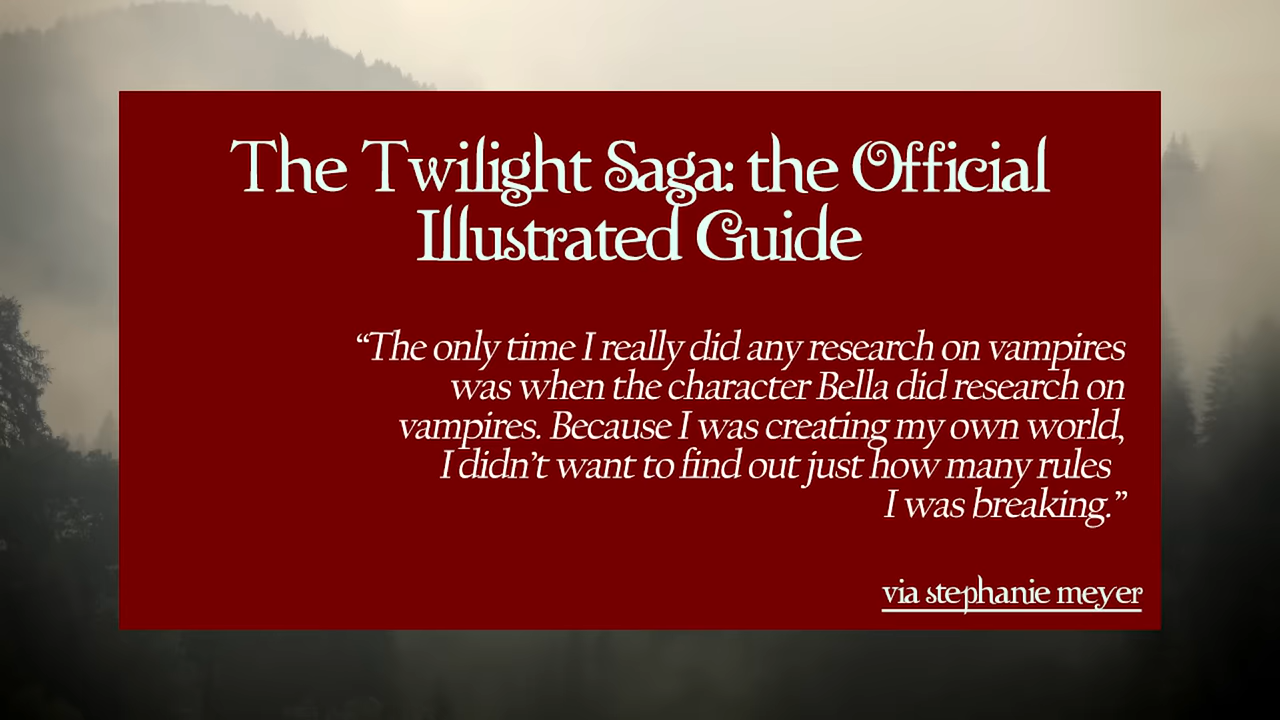 The Twilight Saga: the Official
Illustrated Guide
“The only time I really did any research on vampires
was when the character Bella did research on
vampires. Because I was creating my own world,
I didn’t want to find out just how many rules
I was breaking.”
via stephanie meyer